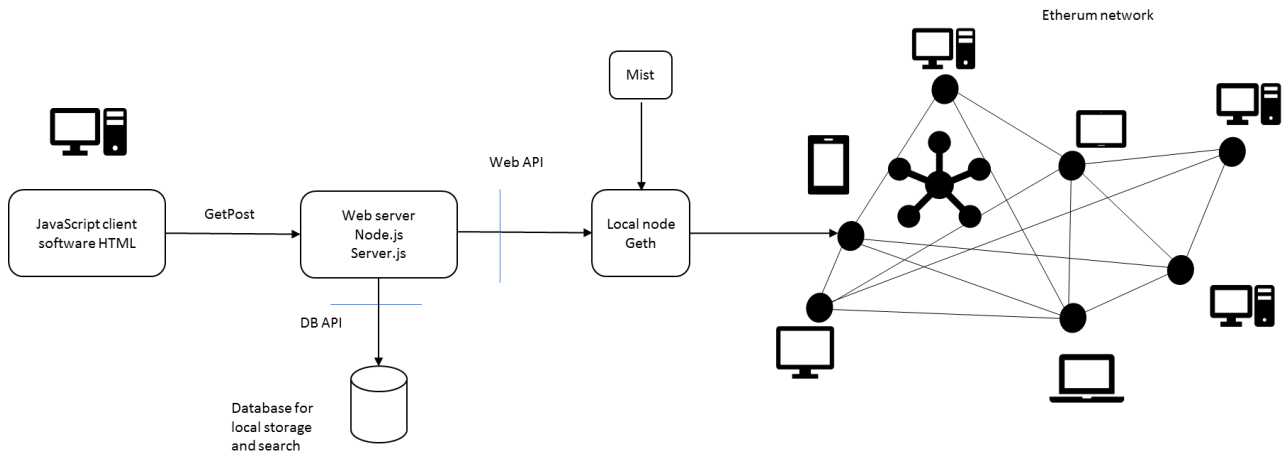 Etherum network
Mist
Web API
JavaScript client
software HTML
GetPost
Web server
Node.js
Server.js
Local node
Geth
DB API
Database for
local storage
and search